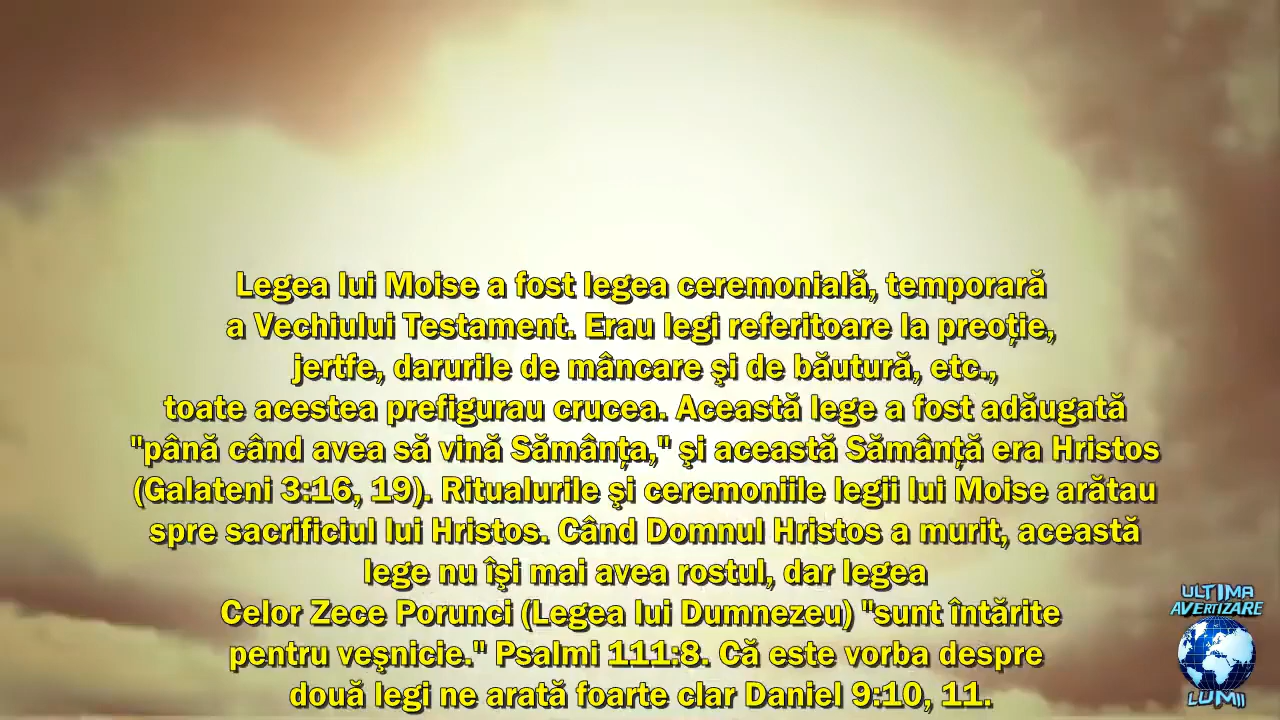 Legea lui Moise a fost legea ceremonială, temporară
a Vechiului Testament. Erau legi referitoare la preoție,
jertfe, darurile de mâncare şi de băutură, etc.,
toate acestea prefigurau crucea. Această lege a fost adăugată
"până când avea să vină Sămânța," şi această Sămânță era Hristos
(Galateni 3:16, 19). Ritualurile şi ceremoniile legii lui Moise arătau
spre sacrificiul lui Hristos. Când Domnul Hristos a murit, această
lege nu îşi mai avea rostul, dar legea
Celor Zece Porunci (Legea lui Dumnezeu) "sunt întărite
pentru veşnicie." Psalmi 111:8. Că este vorba despre
două legi ne arată foarte clar Daniel 9:10, 11.
ULTIMA
AVERTIZARE
LUMII